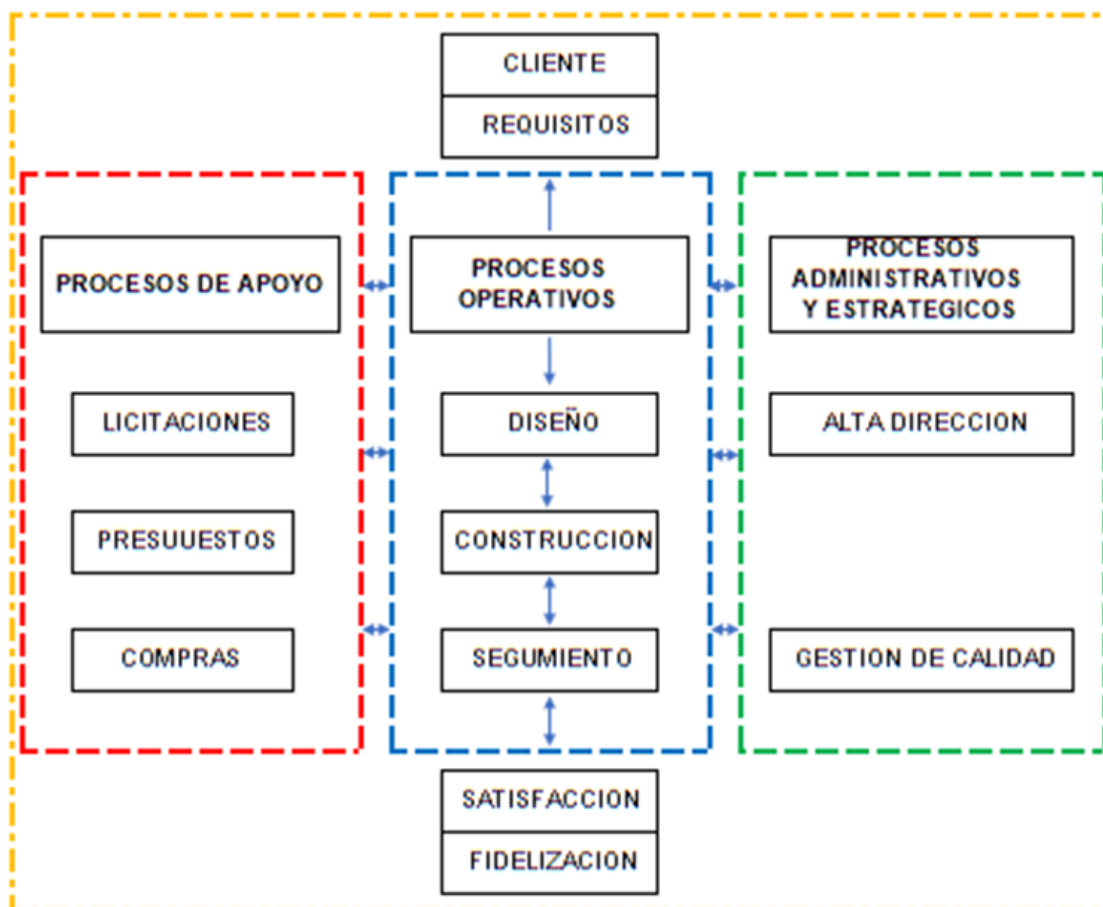 CLIENTE
REQUISITOS
PROCESOS DE APOYO
LICITACIONES
PRESUUESTOS
COMPRAS
PROCESOS
OPERATIVOS
DISEÑO
CONSTRUCCION
SEGUMIENTO
PROCESOS
ADMINISTRATIVOS
Y ESTRATEGICOS
ALTA DIRECCION
GESTION DE CALIDAD
SATISFACCION
FIDELIZACION